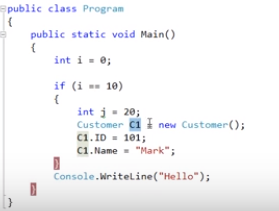 public class Program
{
public static void Main()
{
int i = 0;
if (i == 10)
{
int j = 20;
Customer C1 = new Customer();
C1.ID = 101;
C1.Name = "Mark";
}
Console.WriteLine("Hello");
}
}